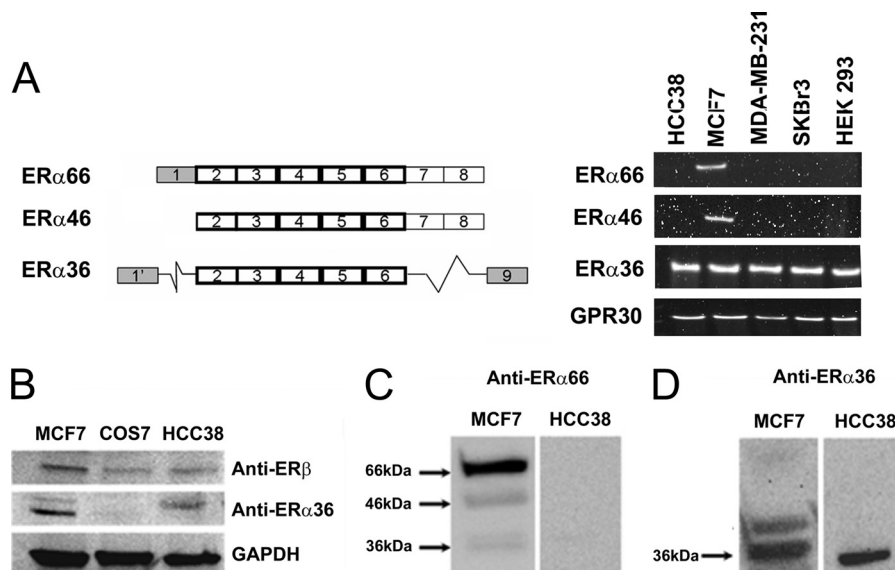 A
HCC38
MCF7
MDA-MB-231
SKBr3
HEK 293
ERα66
1 2 3 4 5 6 7 8
ERα46
2 3 4 5 6 7 8
ERα36
1' 2 3 4 5 6 9
ERα66
ERα46
ERα36
GPR30
B
MCF7 COS7 HCC38
Anti-ERβ
Anti-ERα36
GAPDH
C
Anti-ERα66
MCF7 HCC38
66kDa
46kDa
36kDa
D
Anti-ERα36
MCF7 HCC38
36kDa